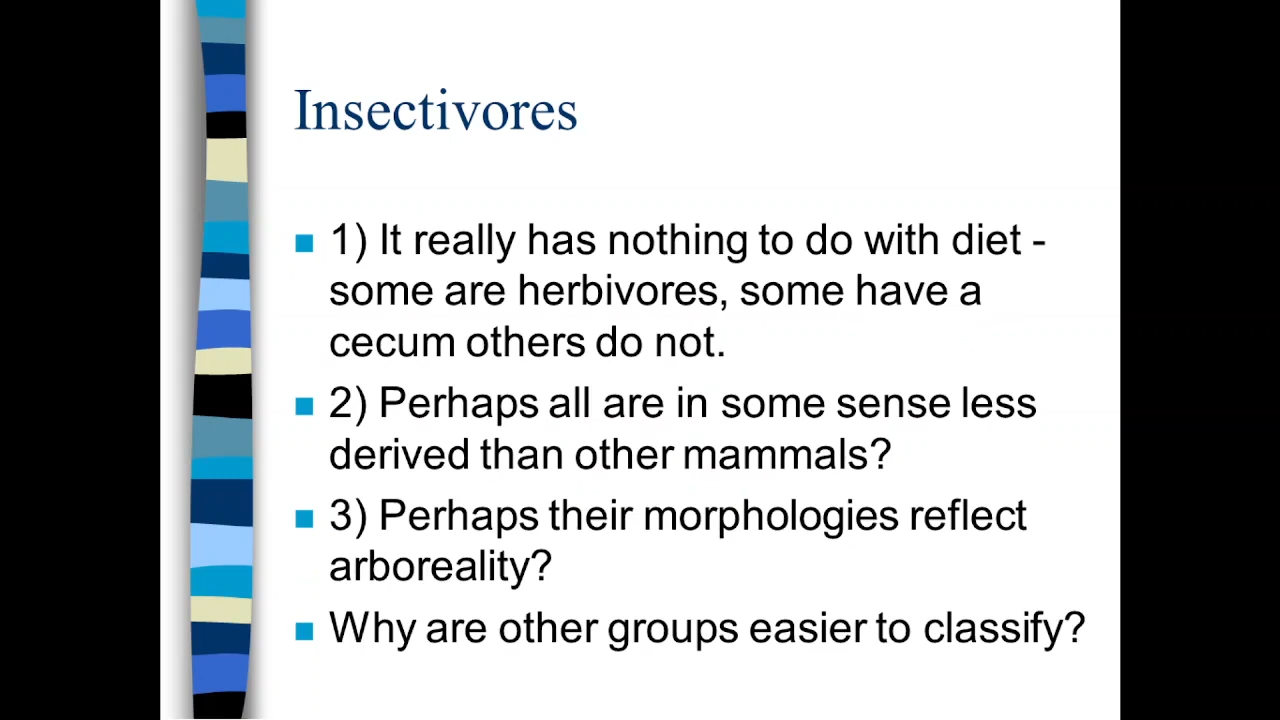 Insectivores
1) It really has nothing to do with diet -
some are herbivores, some have a
cecum others do not.
2) Perhaps all are in some sense less
derived than other mammals?
3) Perhaps their morphologies reflect
arboreality?
Why are other groups easier to classify?